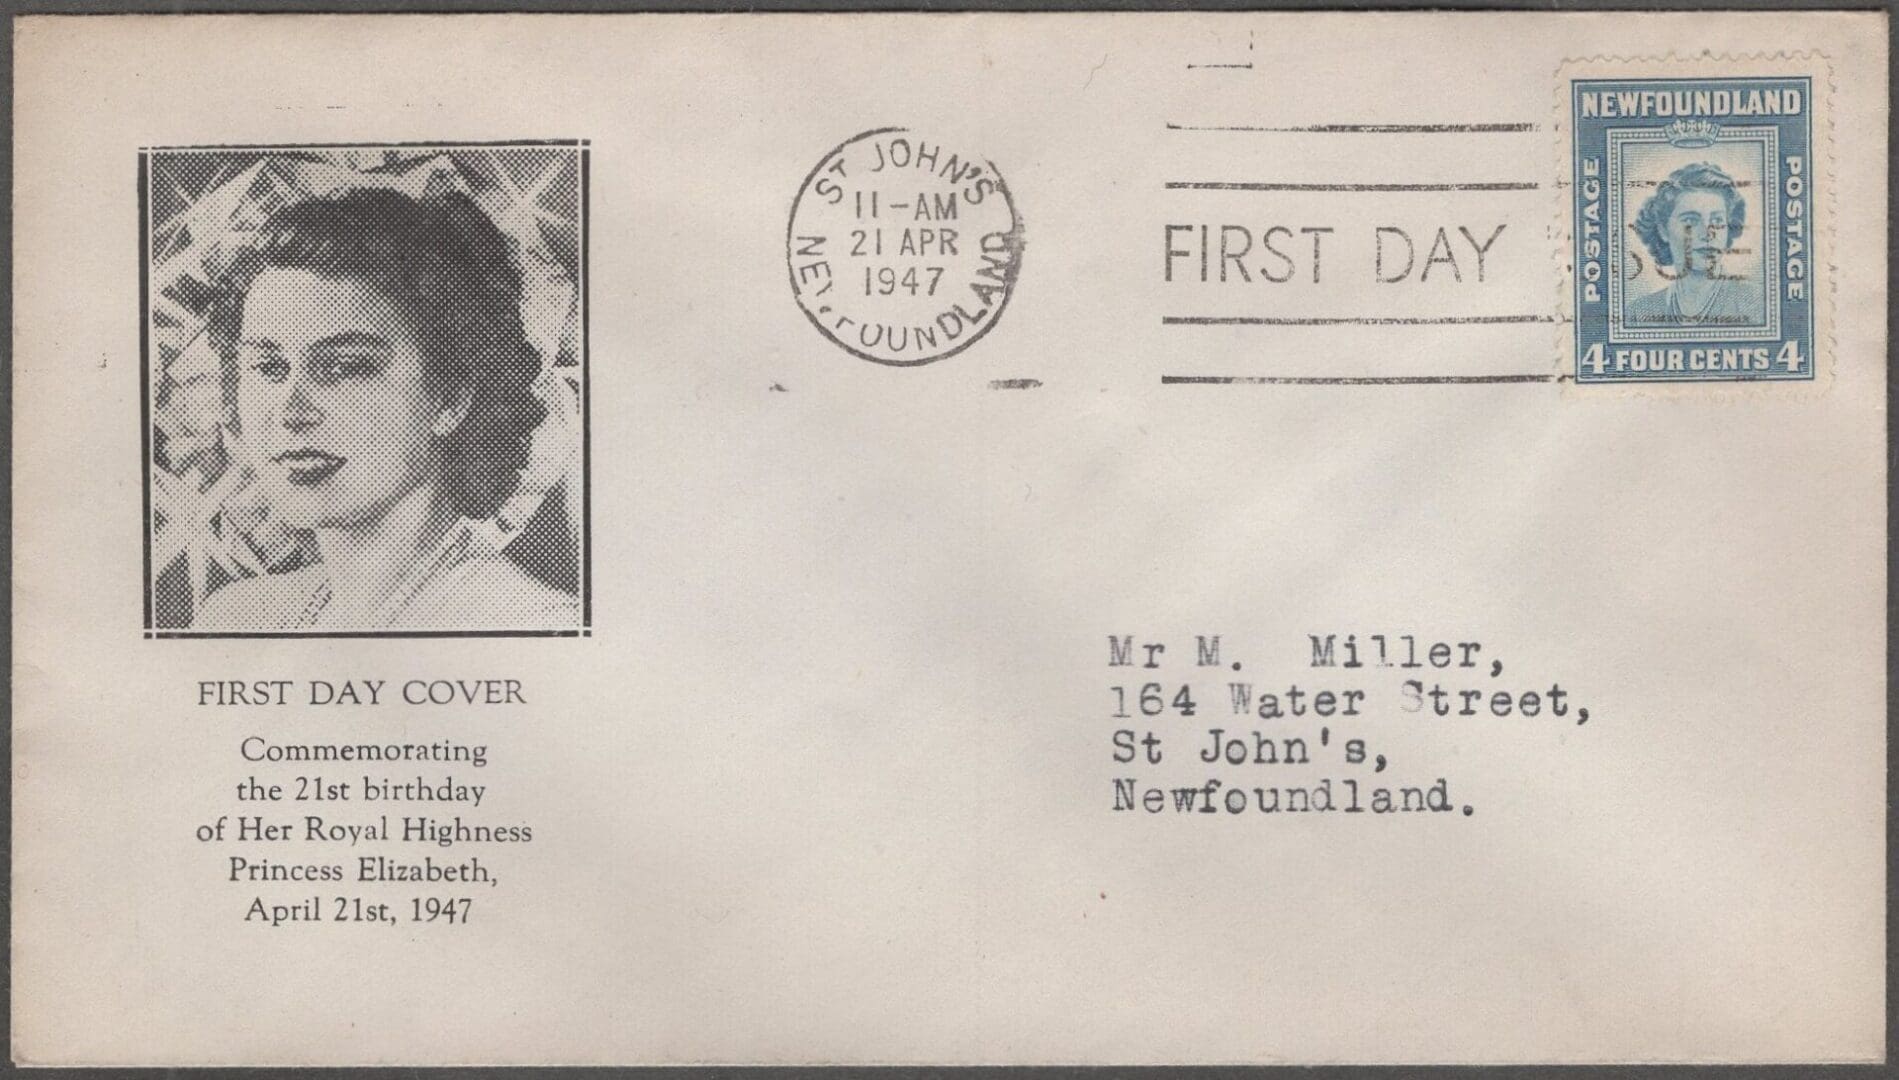 FIRST DAY COVER
Commemorating
the 21st birthday
of Her Royal Highness
Princess Elizabeth,
April 21st, 1947
ST JOHN'S
11-AM
21 APR
1947
NEWFOUNDLAND
FIRST DAY ISSUE
NEWFOUNDLAND
POSTAGE
POSTAGE
4 FOUR CENTS 4
Mr M. Miller,
164 Water Street,
St John's,
Newfoundland.